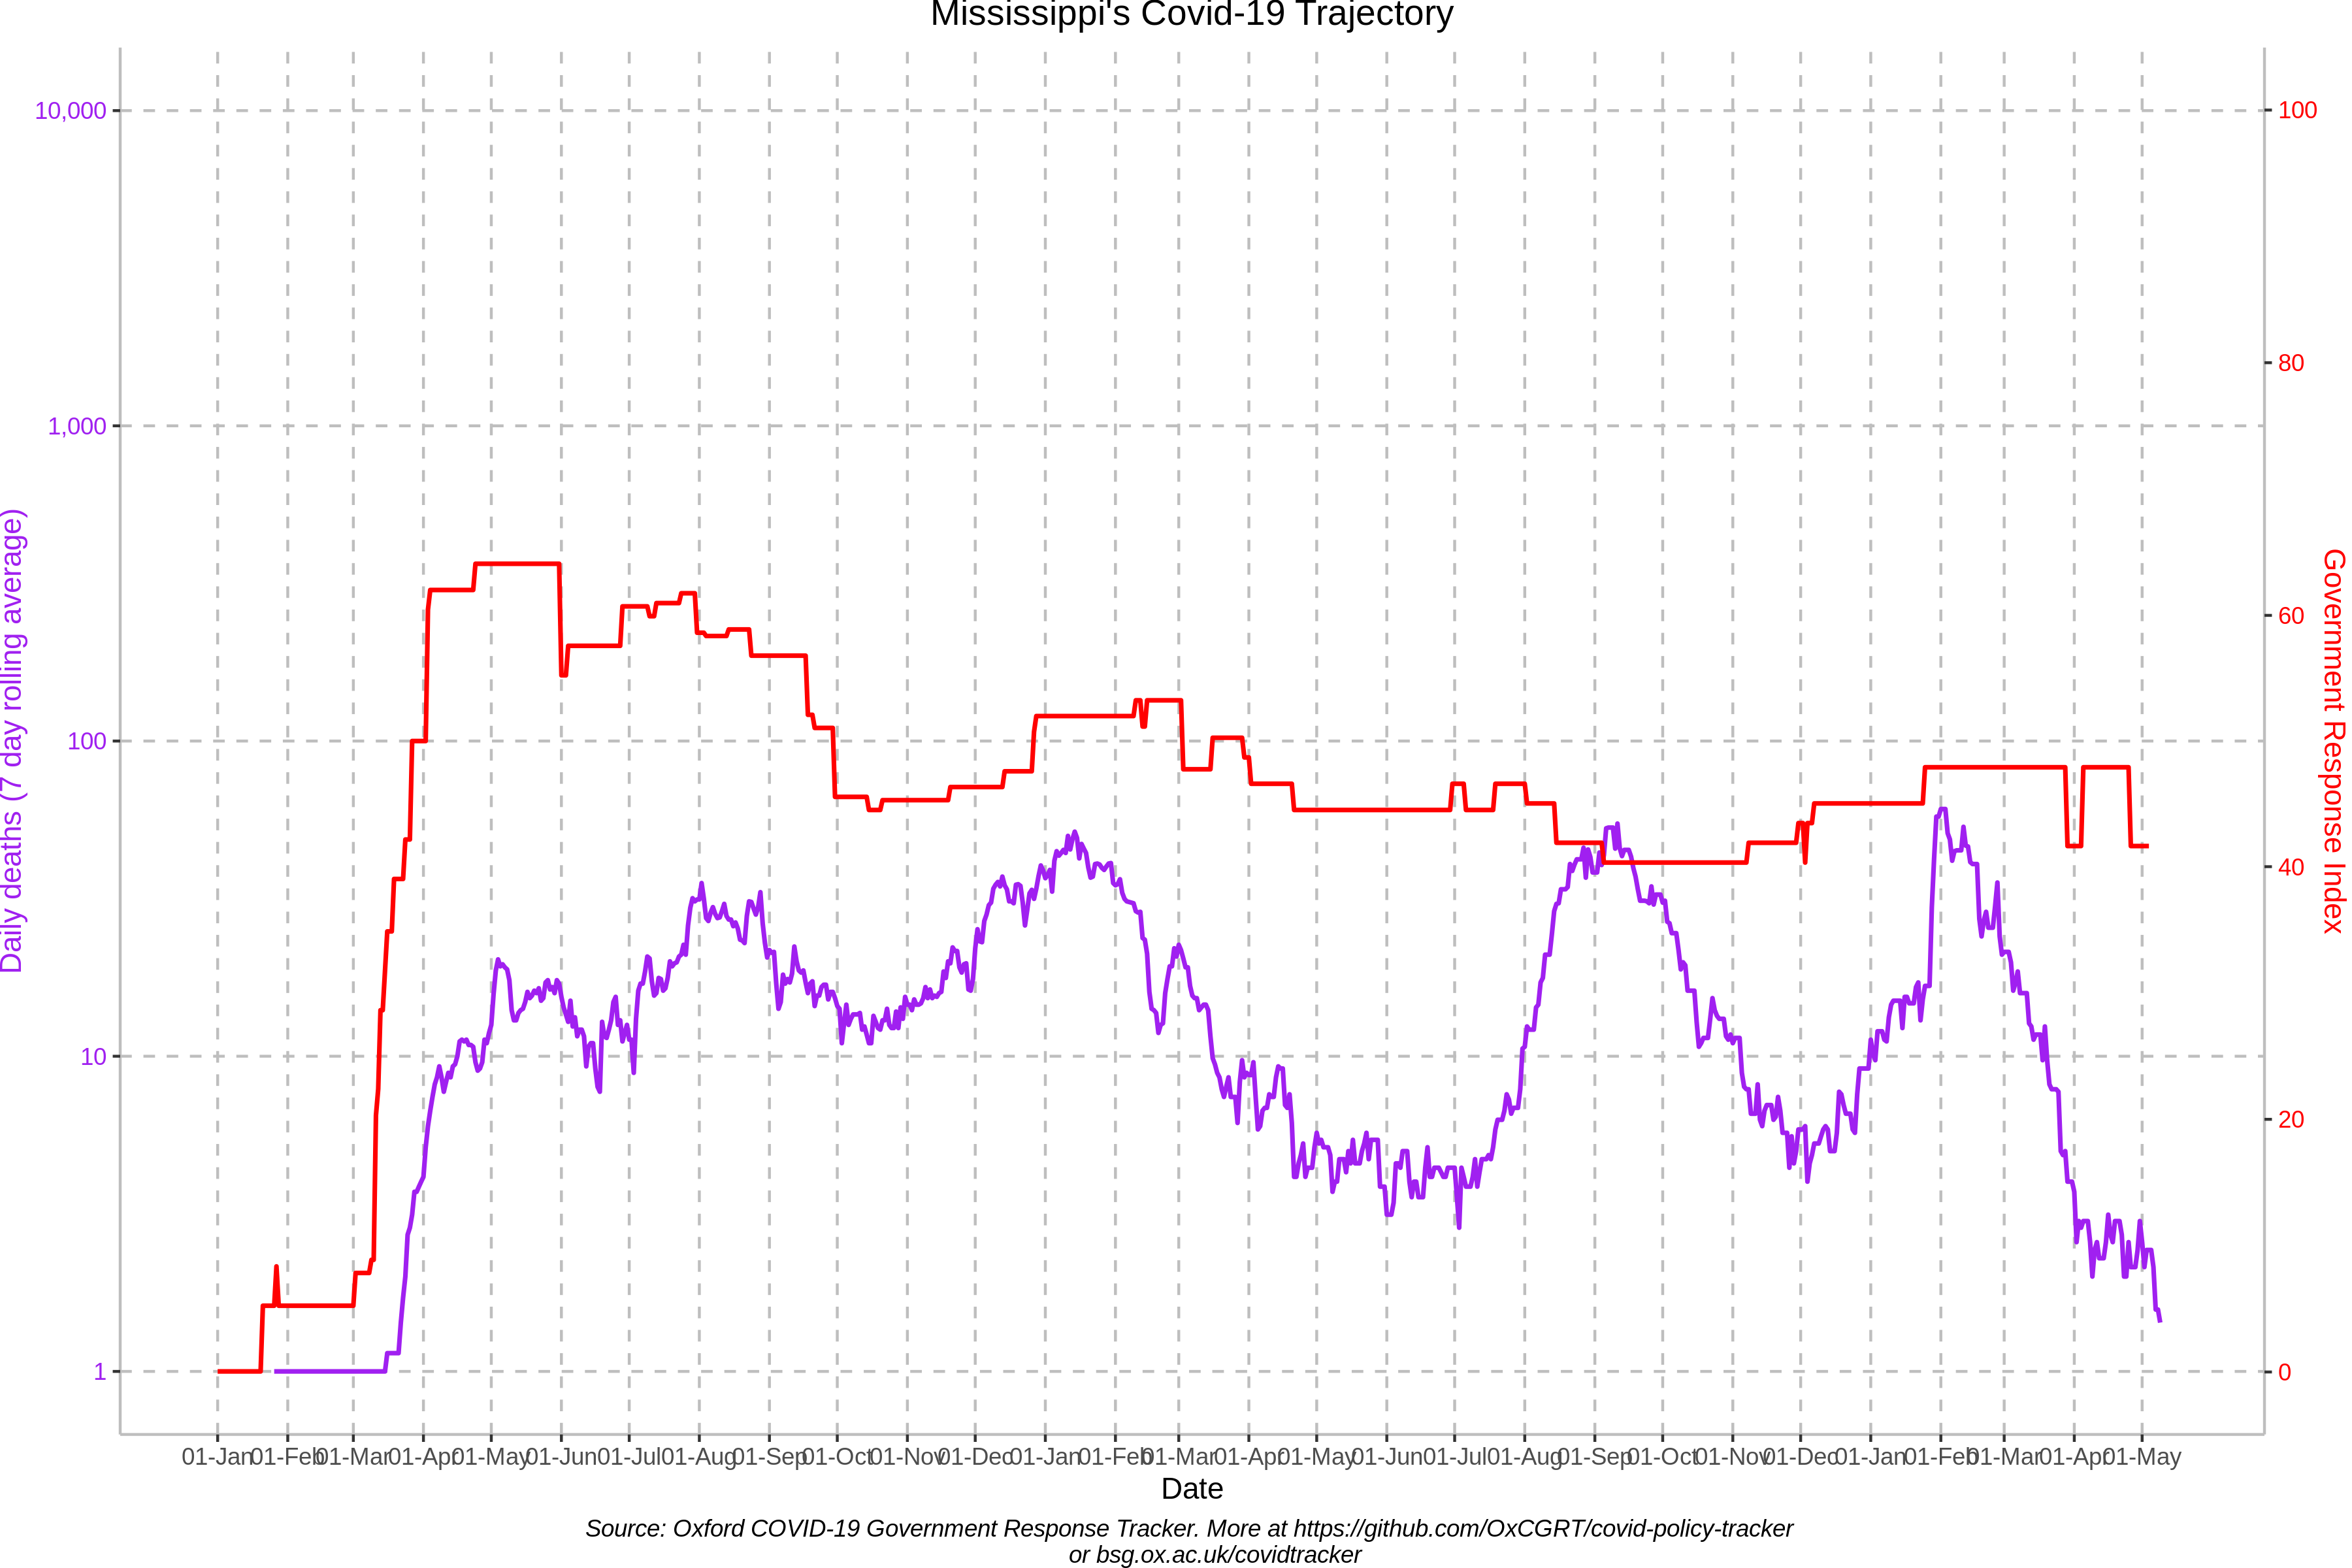 Mississippi's Covid-19 Trajectory
10,000
1,000
100
10
1
Daily deaths (7 day rolling average)
100
80
60
40
20
0
Government Response Index
01-Jan 01-Feb 01-Mar 01-Apr 01-May 01-Jun 01-Jul 01-Aug 01-Sep 01-Oct 01-Nov 01-Dec 01-Jan 01-Feb 01-Mar 01-Apr 01-May 01-Jun 01-Jul 01-Aug 01-Sep 01-Oct 01-Nov 01-Dec 01-Jan 01-Feb 01-Mar 01-Apr 01-May
Date
Source: Oxford COVID-19 Government Response Tracker. More at https://github.com/OxCGRT/covid-policy-tracker
or bsg.ox.ac.uk/covidtracker